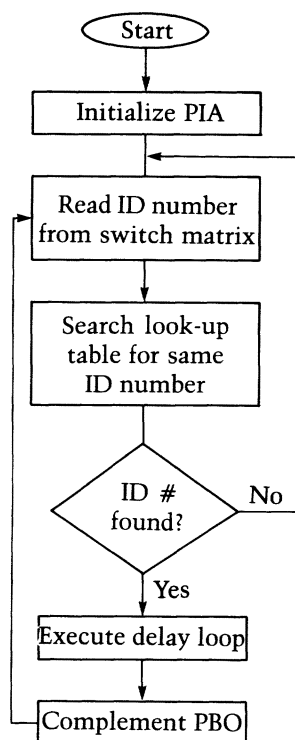 Start
Initialize PIA
Read ID number
from switch matrix
Search look-up
table for same
ID number
ID #
found?
No
Yes
Execute delay loop
Complement PBO